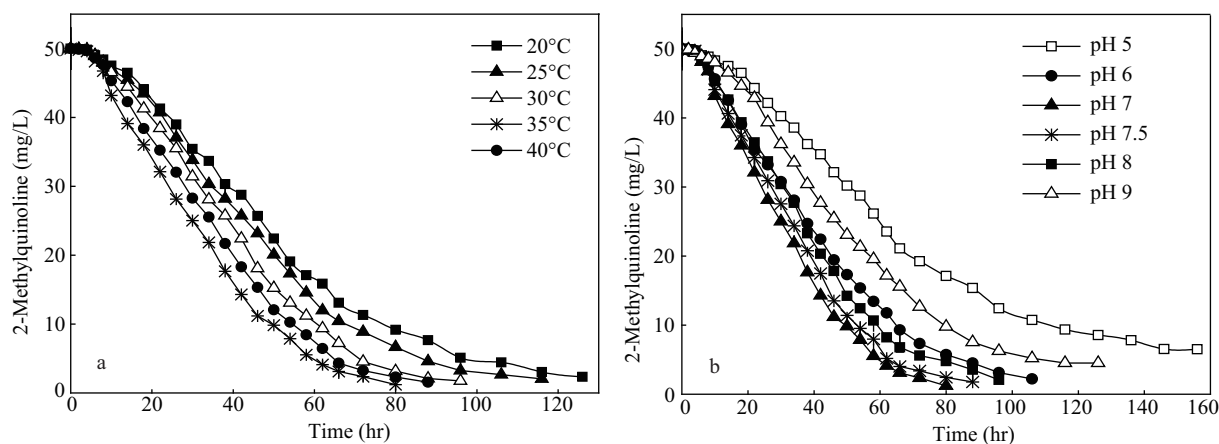 2-Methylquinoline (mg/L)
60
50
40
30
20
10
0
0 20 40 60 80 100 120
Time (hr)
20°C
25°C
30°C
35°C
40°C
a
2-Methylquinoline (mg/L)
60
50
40
30
20
10
0
0 20 40 60 80 100 120 140 160
Time (hr)
pH 5
pH 6
pH 7
pH 7.5
pH 8
pH 9
b